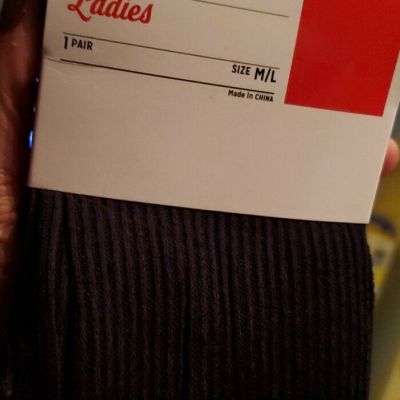 Ladies
1 PAIR
SIZE M/L
Made in CHINA